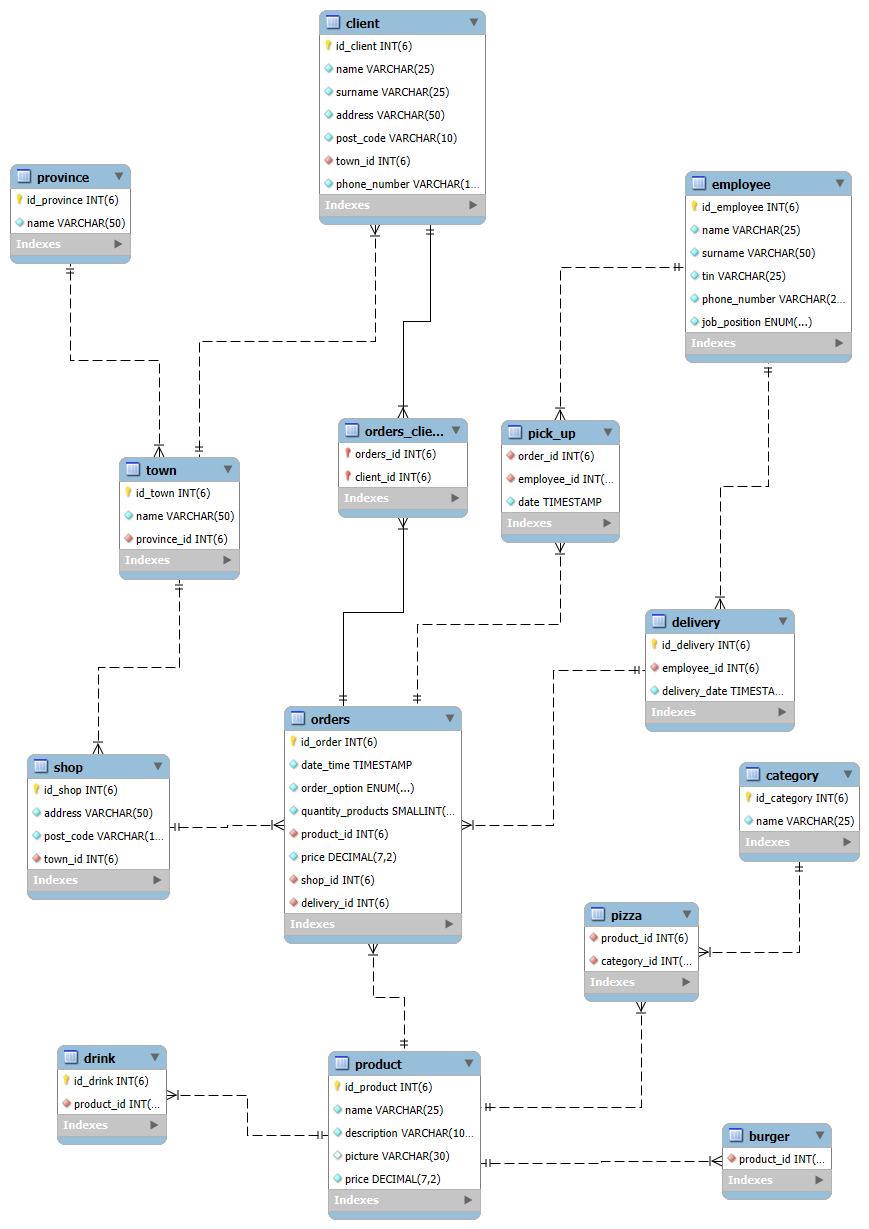 client
id_client INT(6)
name VARCHAR(25)
surname VARCHAR(25)
address VARCHAR(50)
post_code VARCHAR(10)
town_id INT(6)
phone_number VARCHAR(1...
Indexes
province
id_province INT(6)
name VARCHAR(50)
Indexes
employee
id_employee INT(6)
name VARCHAR(25)
surname VARCHAR(50)
tin VARCHAR(25)
phone_number VARCHAR(2...
job_position ENUM(...)
Indexes
orders_clie...
orders_id INT(6)
client_id INT(6)
Indexes
pick_up
order_id INT(6)
employee_id INT(...
date TIMESTAMP
Indexes
town
id_town INT(6)
name VARCHAR(50)
province_id INT(6)
Indexes
delivery
id_delivery INT(6)
employee_id INT(6)
delivery_date TIMESTA...
Indexes
orders
id_order INT(6)
date_time TIMESTAMP
order_option ENUM(...)
quantity_products SMALLINT(...
product_id INT(6)
price DECIMAL(7,2)
shop_id INT(6)
delivery_id INT(6)
Indexes
shop
id_shop INT(6)
address VARCHAR(50)
post_code VARCHAR(1...
town_id INT(6)
Indexes
category
id_category INT(6)
name VARCHAR(25)
Indexes
pizza
product_id INT(6)
category_id INT(...
Indexes
drink
id_drink INT(6)
product_id INT(...
Indexes
product
id_product INT(6)
name VARCHAR(25)
description VARCHAR(10...
picture VARCHAR(30)
price DECIMAL(7,2)
Indexes
burger
product_id INT(...
Indexes